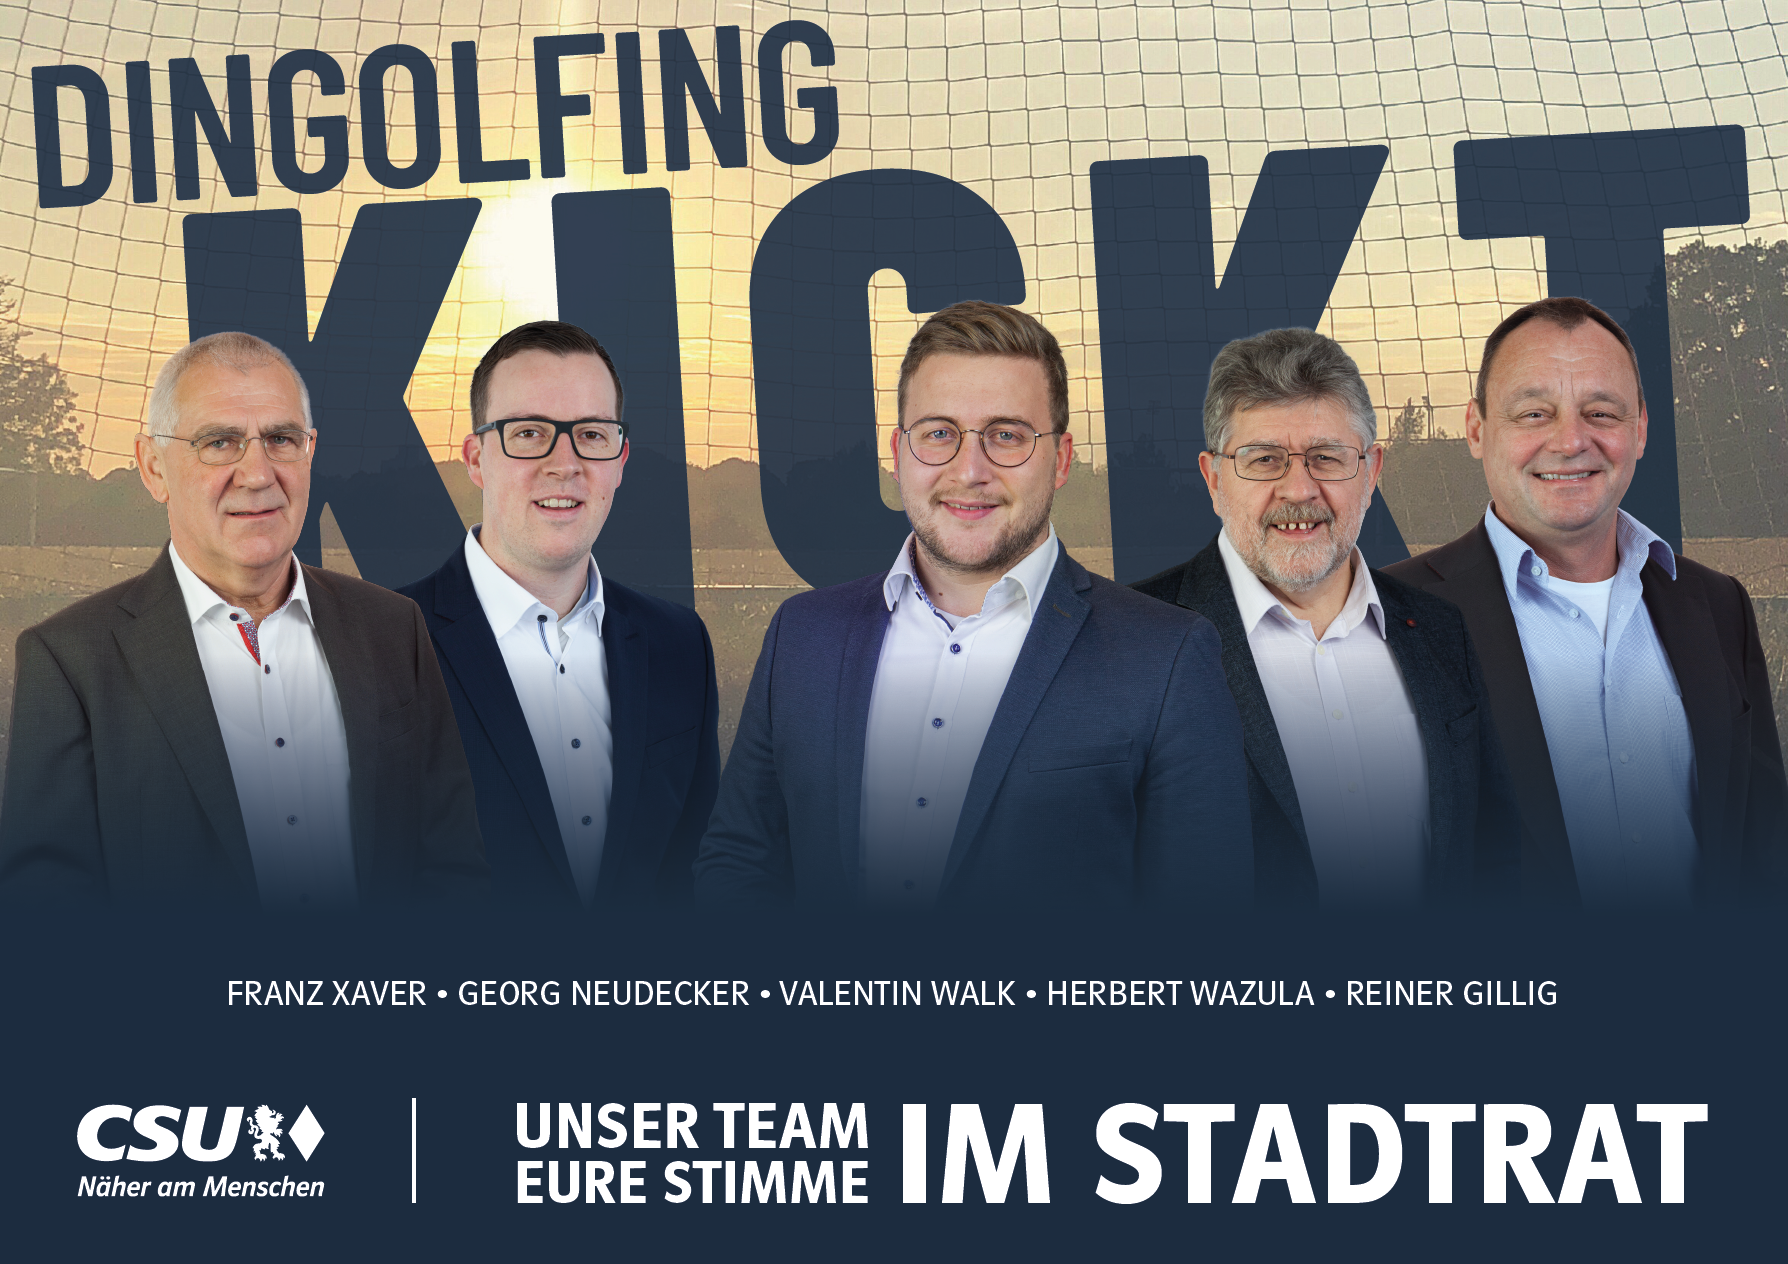 DINGOLFING
KICKT
FRANZ XAVER • GEORG NEUDECKER • VALENTIN WALK • HERBERT WAZULA • REINER GILLIG
CSU
Näher am Menschen
UNSER TEAM
EURE STIMME
IM STADTRAT